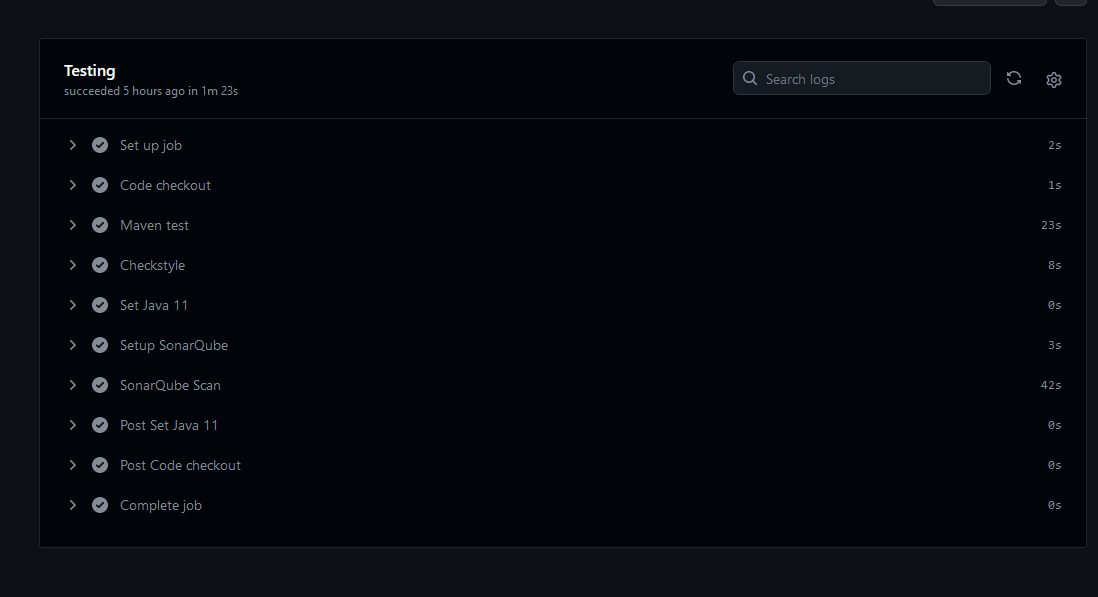 Testing
succeeded 5 hours ago in 1m 23s
Search logs
Set up job 2s
Code checkout 1s
Maven test 23s
Checkstyle 8s
Set Java 11 0s
Setup SonarQube 3s
SonarQube Scan 42s
Post Set Java 11 0s
Post Code checkout 0s
Complete job 0s